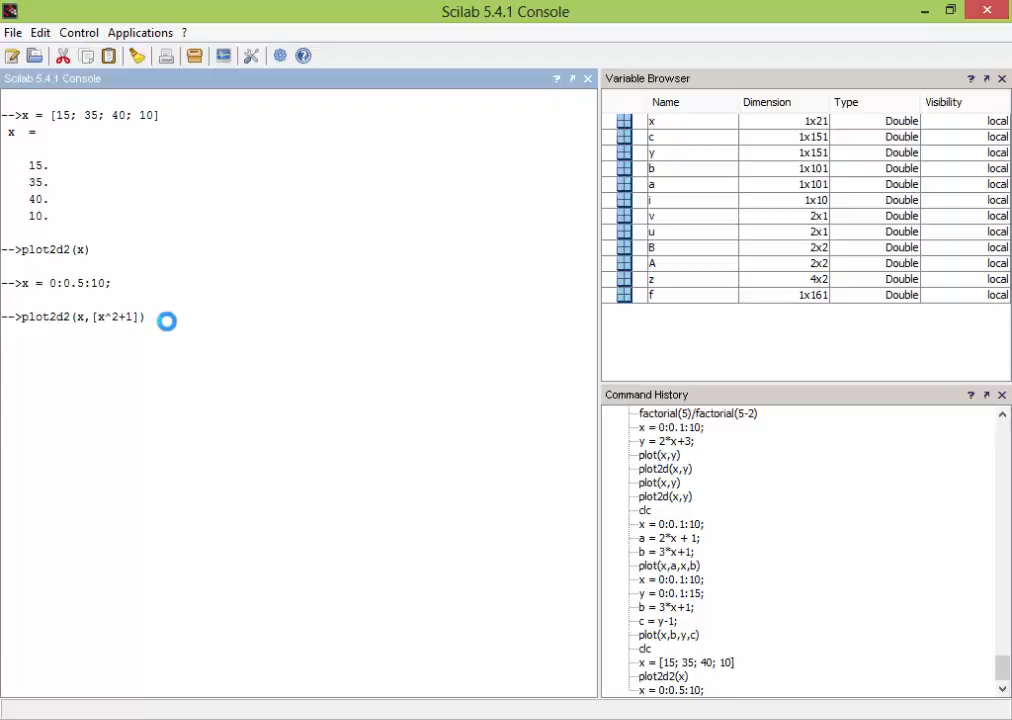 Scilab 5.4.1 Console
File Edit Control Applications ?
Scilab 5.4.1 Console ?
-->x = [15; 35; 40; 10]
x =
15.
35.
40.
10.
-->plot2d2(x)
-->x = 0:0.5:10;
-->plot2d2(x,[x^2+1])
Variable Browser ?
Name Dimension Type Visibility
x 1x21 Double local
c 1x151 Double local
y 1x151 Double local
b 1x101 Double local
a 1x101 Double local
i 1x10 Double local
v 2x1 Double local
u 2x1 Double local
B 2x2 Double local
A 2x2 Double local
z 4x2 Double local
f 1x161 Double local
Command History ?
factorial(5)/factorial(5-2)
x = 0:0.1:10;
y = 2*x+3;
plot(x,y)
plot2d(x,y)
plot(x,y)
plot2d(x,y)
clc
x = 0:0.1:10;
a = 2*x + 1;
b = 3*x+1;
plot(x,a,x,b)
x = 0:0.1:10;
y = 0:0.1:15;
b = 3*x+1;
c = y-1;
plot(x,b,y,c)
clc
x = [15; 35; 40; 10]
plot2d2(x)
x = 0:0.5:10;